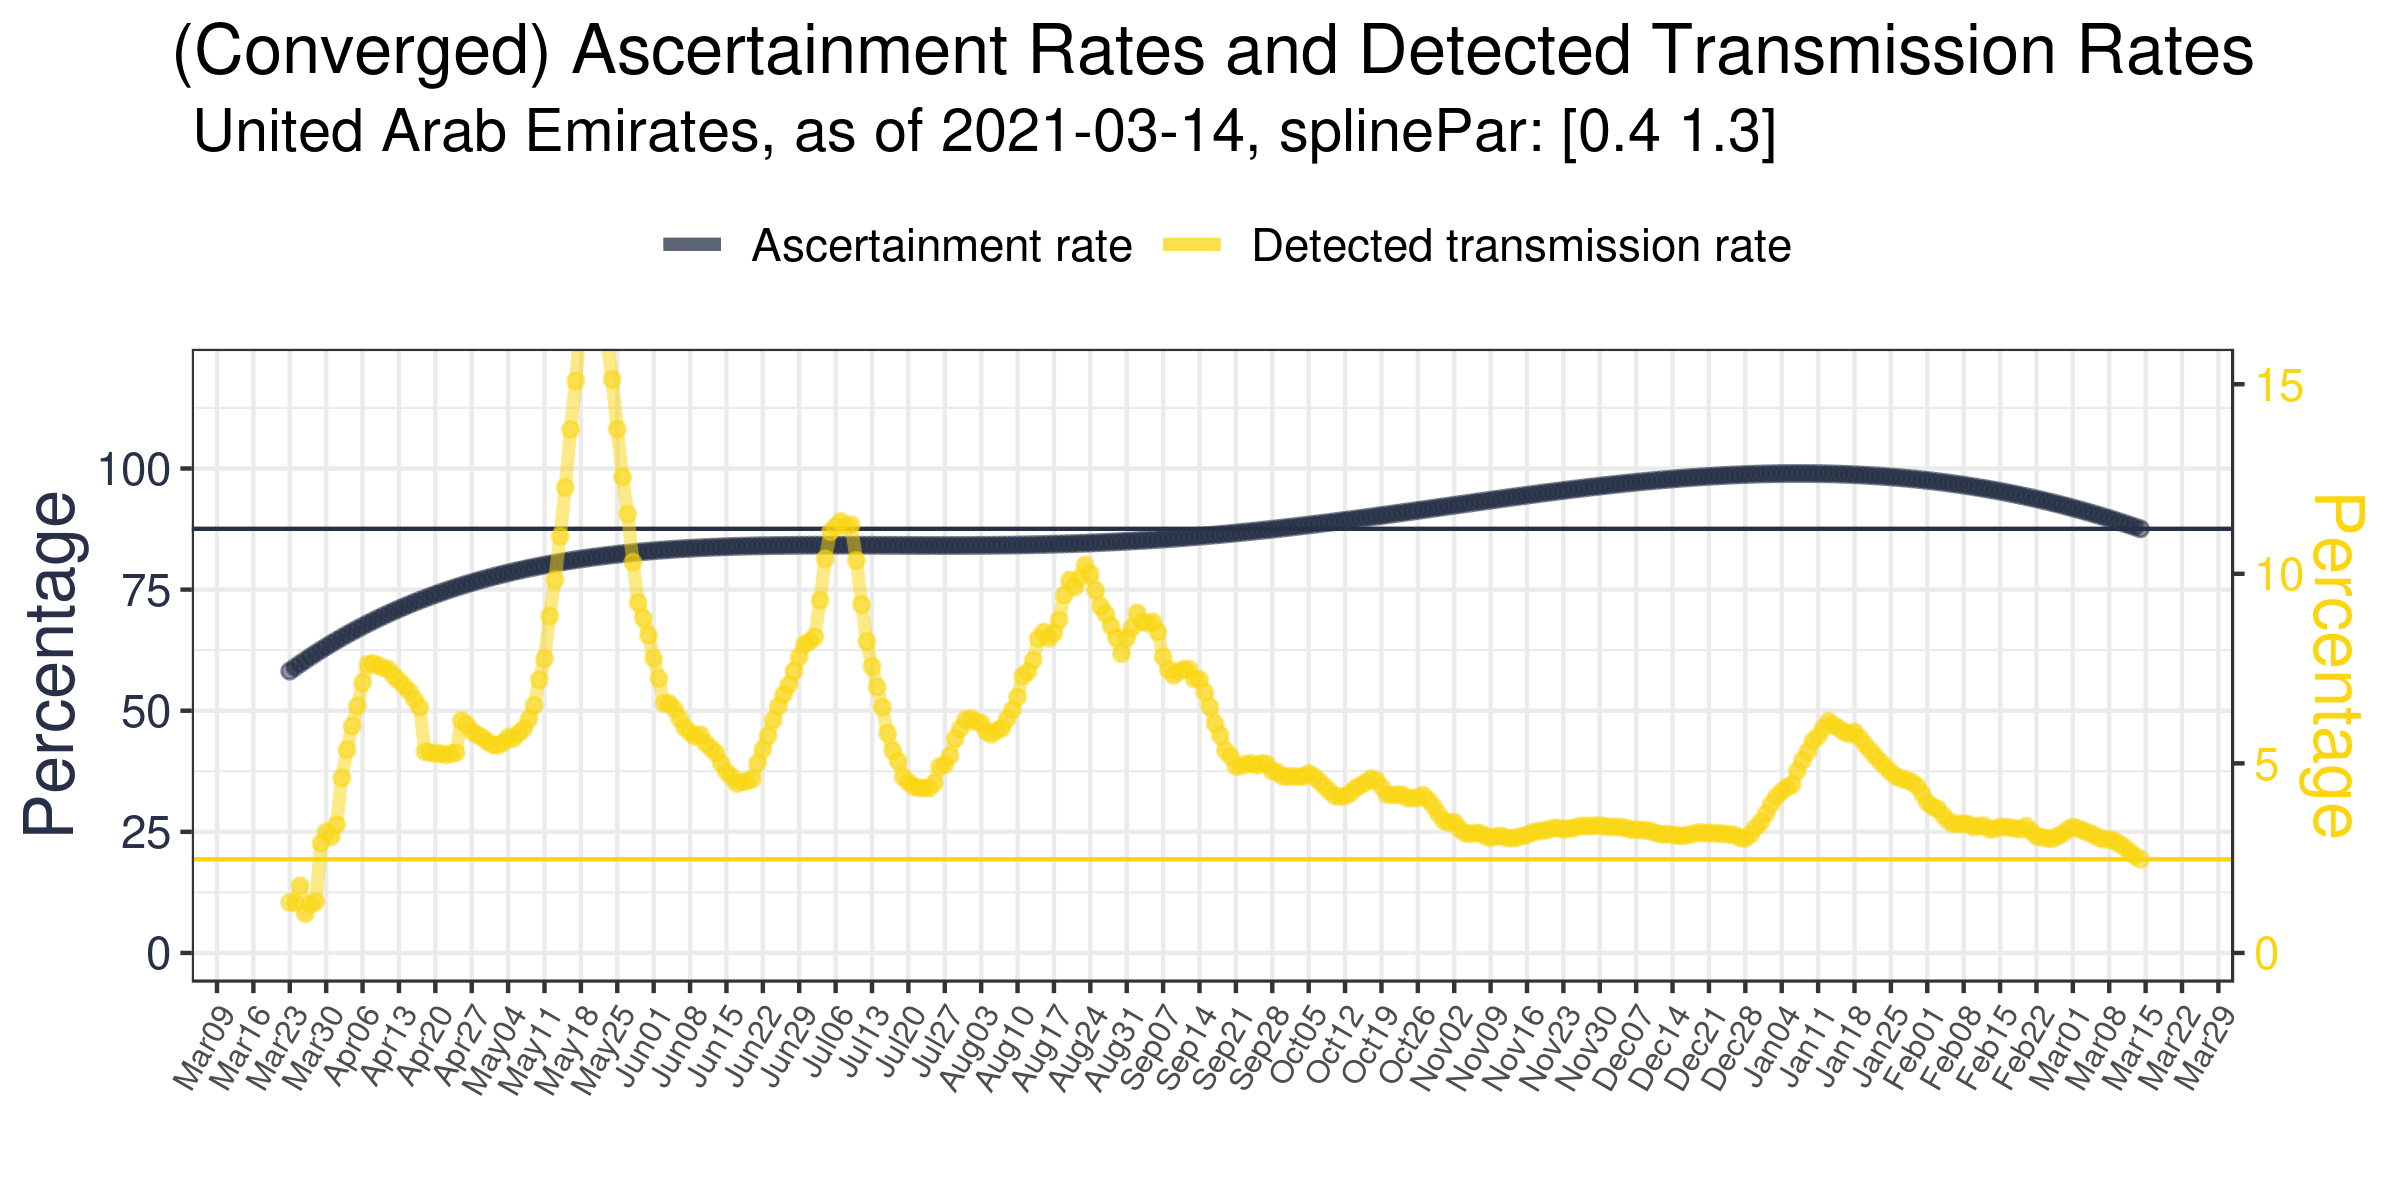 (Converged) Ascertainment Rates and Detected Transmission Rates
United Arab Emirates, as of 2021-03-14, splinePar: [0.4 1.3]
Ascertainment rate
Detected transmission rate
Percentage
100
75
50
25
0
15
10
5
0
Percentage
Mar09
Mar16
Mar23
Mar30
Apr06
Apr13
Apr20
Apr27
May04
May11
May18
May25
Jun01
Jun08
Jun15
Jun22
Jun29
Jul06
Jul13
Jul20
Jul27
Aug03
Aug10
Aug17
Aug24
Aug31
Sep07
Sep14
Sep21
Sep28
Oct05
Oct12
Oct19
Oct26
Nov02
Nov09
Nov16
Nov23
Nov30
Dec07
Dec14
Dec21
Dec28
Jan04
Jan11
Jan18
Jan25
Feb01
Feb08
Feb15
Feb22
Mar01
Mar08
Mar15
Mar22
Mar29